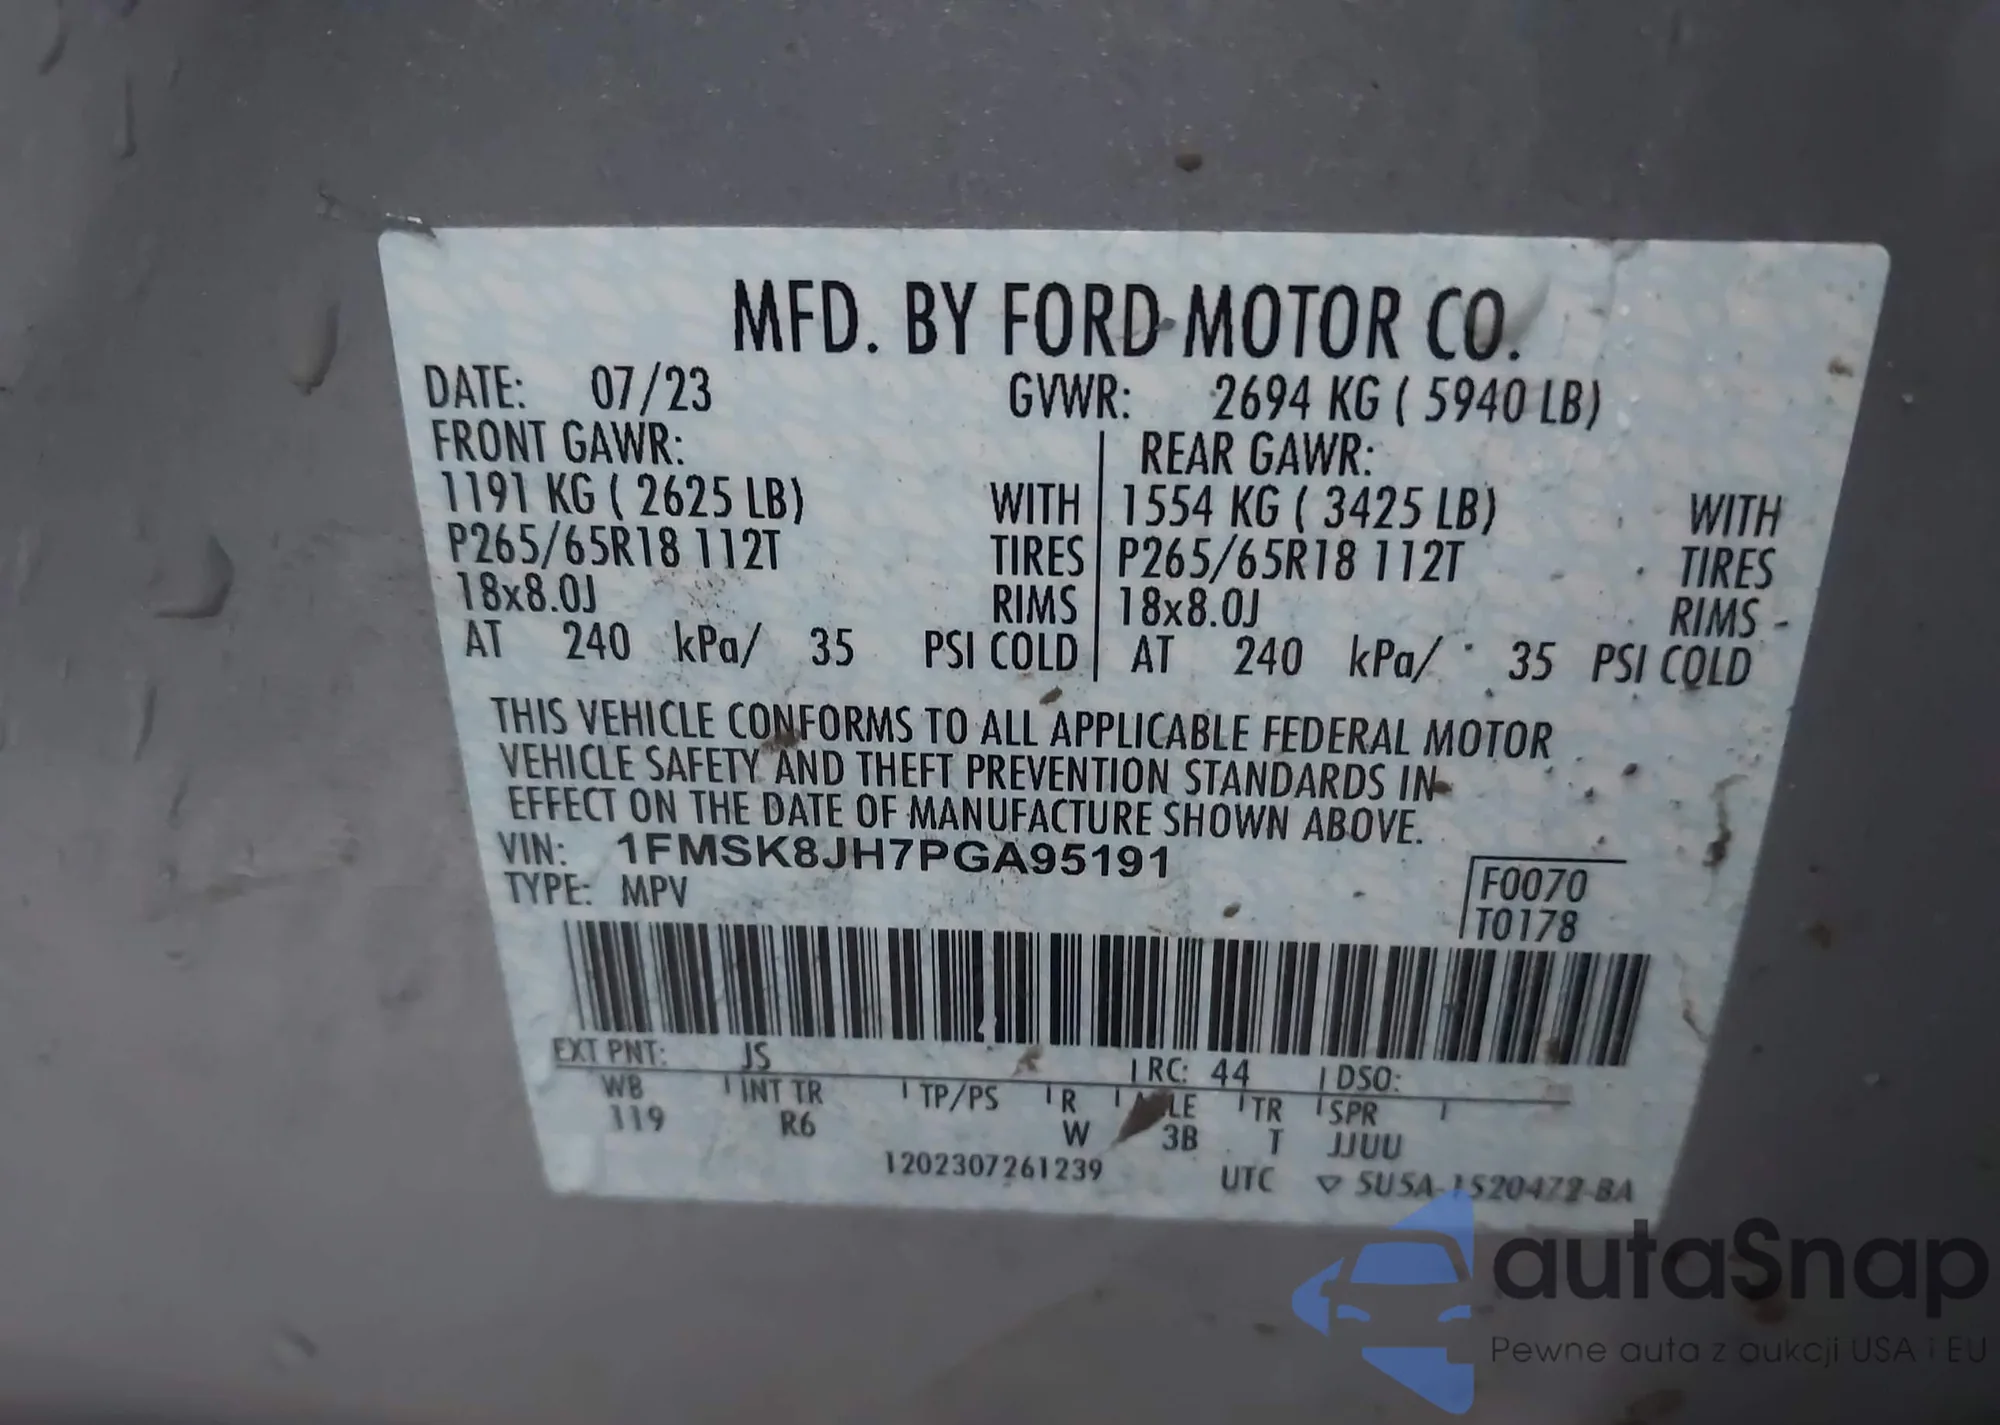 MFD. BY FORD MOTOR CO.
DATE: 07/23 GVWR: 2694 KG ( 5940 LB)
FRONT GAWR: REAR GAWR:
1191 KG ( 2625 LB) WITH 1554 KG ( 3425 LB) WITH
P265/65R18 112T TIRES P265/65R18 112T TIRES
18x8.0J RIMS 18x8.0J RIMS
AT 240 kPa/ 35 PSI COLD AT 240 kPa/ 35 PSI COLD
THIS VEHICLE CONFORMS TO ALL APPLICABLE FEDERAL MOTOR
VEHICLE SAFETY AND THEFT PREVENTION STANDARDS IN
EFFECT ON THE DATE OF MANUFACTURE SHOWN ABOVE.
VIN: 1FMSK8JH7PGA95191
TYPE: MPV
F0070
T0178
EXT PNT: JS RC: 44 DSO:
WB INT TR TP/PS R TR SPR
119 R6 W 3B T JJUU
1202307261239 UTC ▽ 5U5A-1520472-BA
autaSnap
Pewne auta z aukcji USA i EU